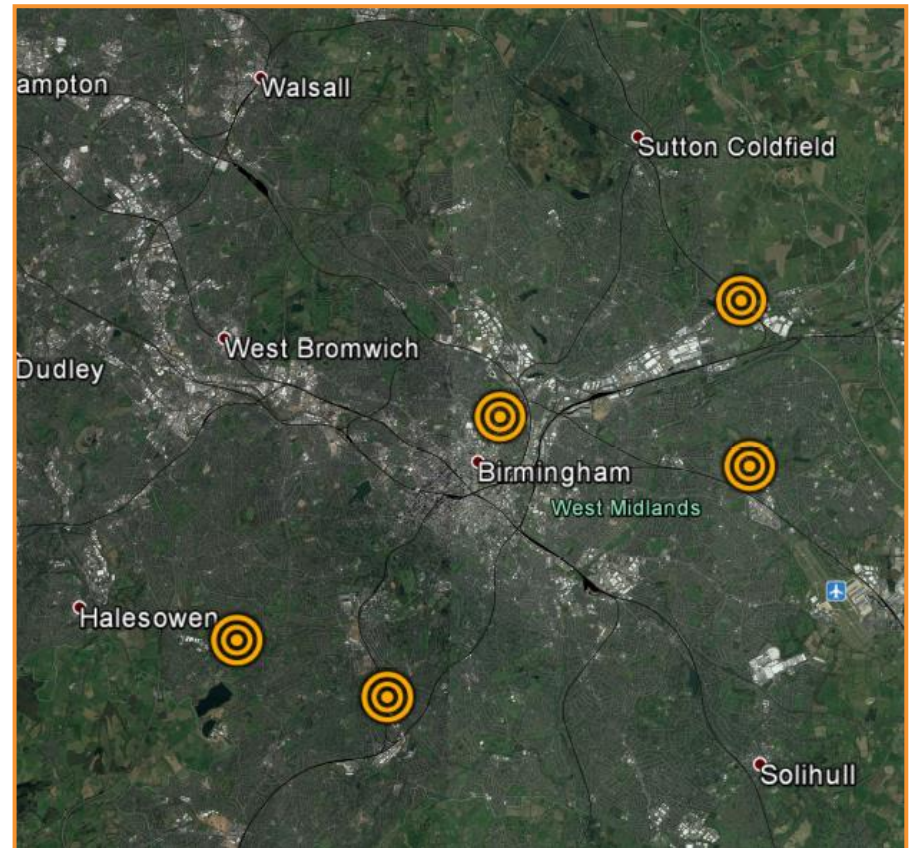 ampton
Walsall
Sutton Coldfield
West Bromwich
Dudley
Birmingham
West Midlands
Halesowen
Solihull